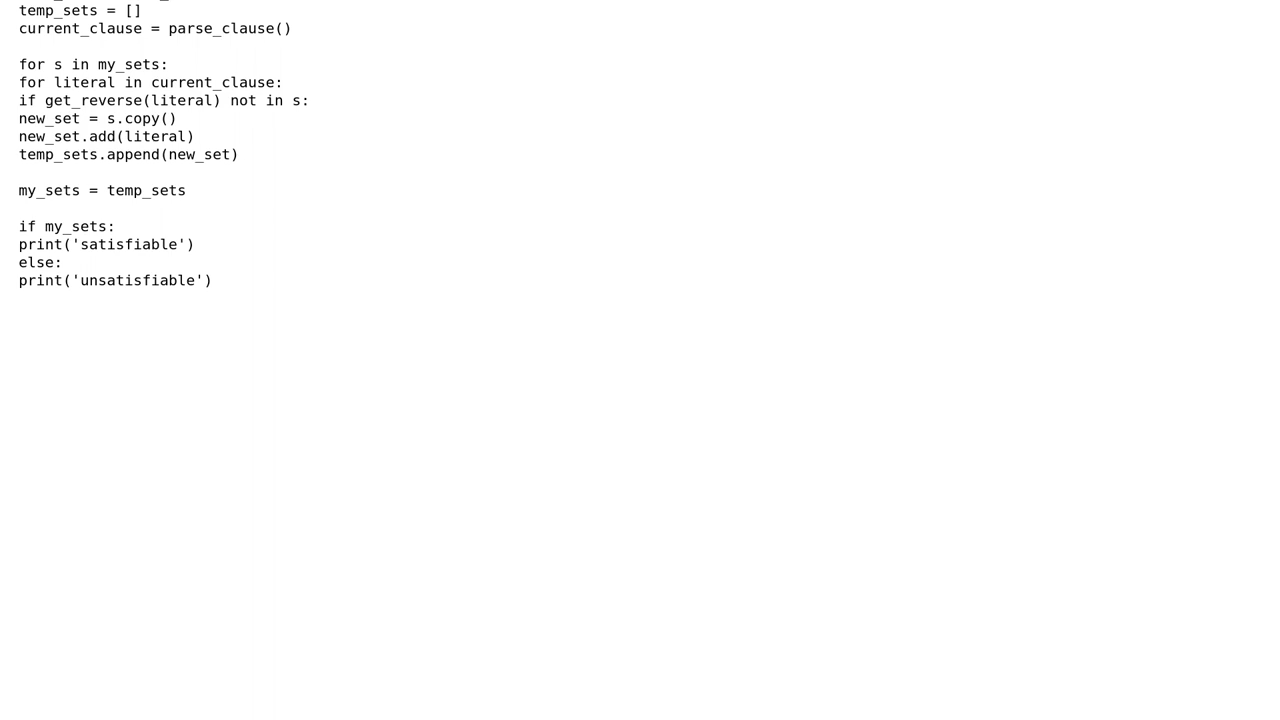 temp_sets = []
current_clause = parse_clause()
for s in my_sets:
for literal in current_clause:
if get_reverse(literal) not in s:
new_set = s.copy()
new_set.add(literal)
temp_sets.append(new_set)
my_sets = temp_sets
if my_sets:
print('satisfiable')
else:
print('unsatisfiable')